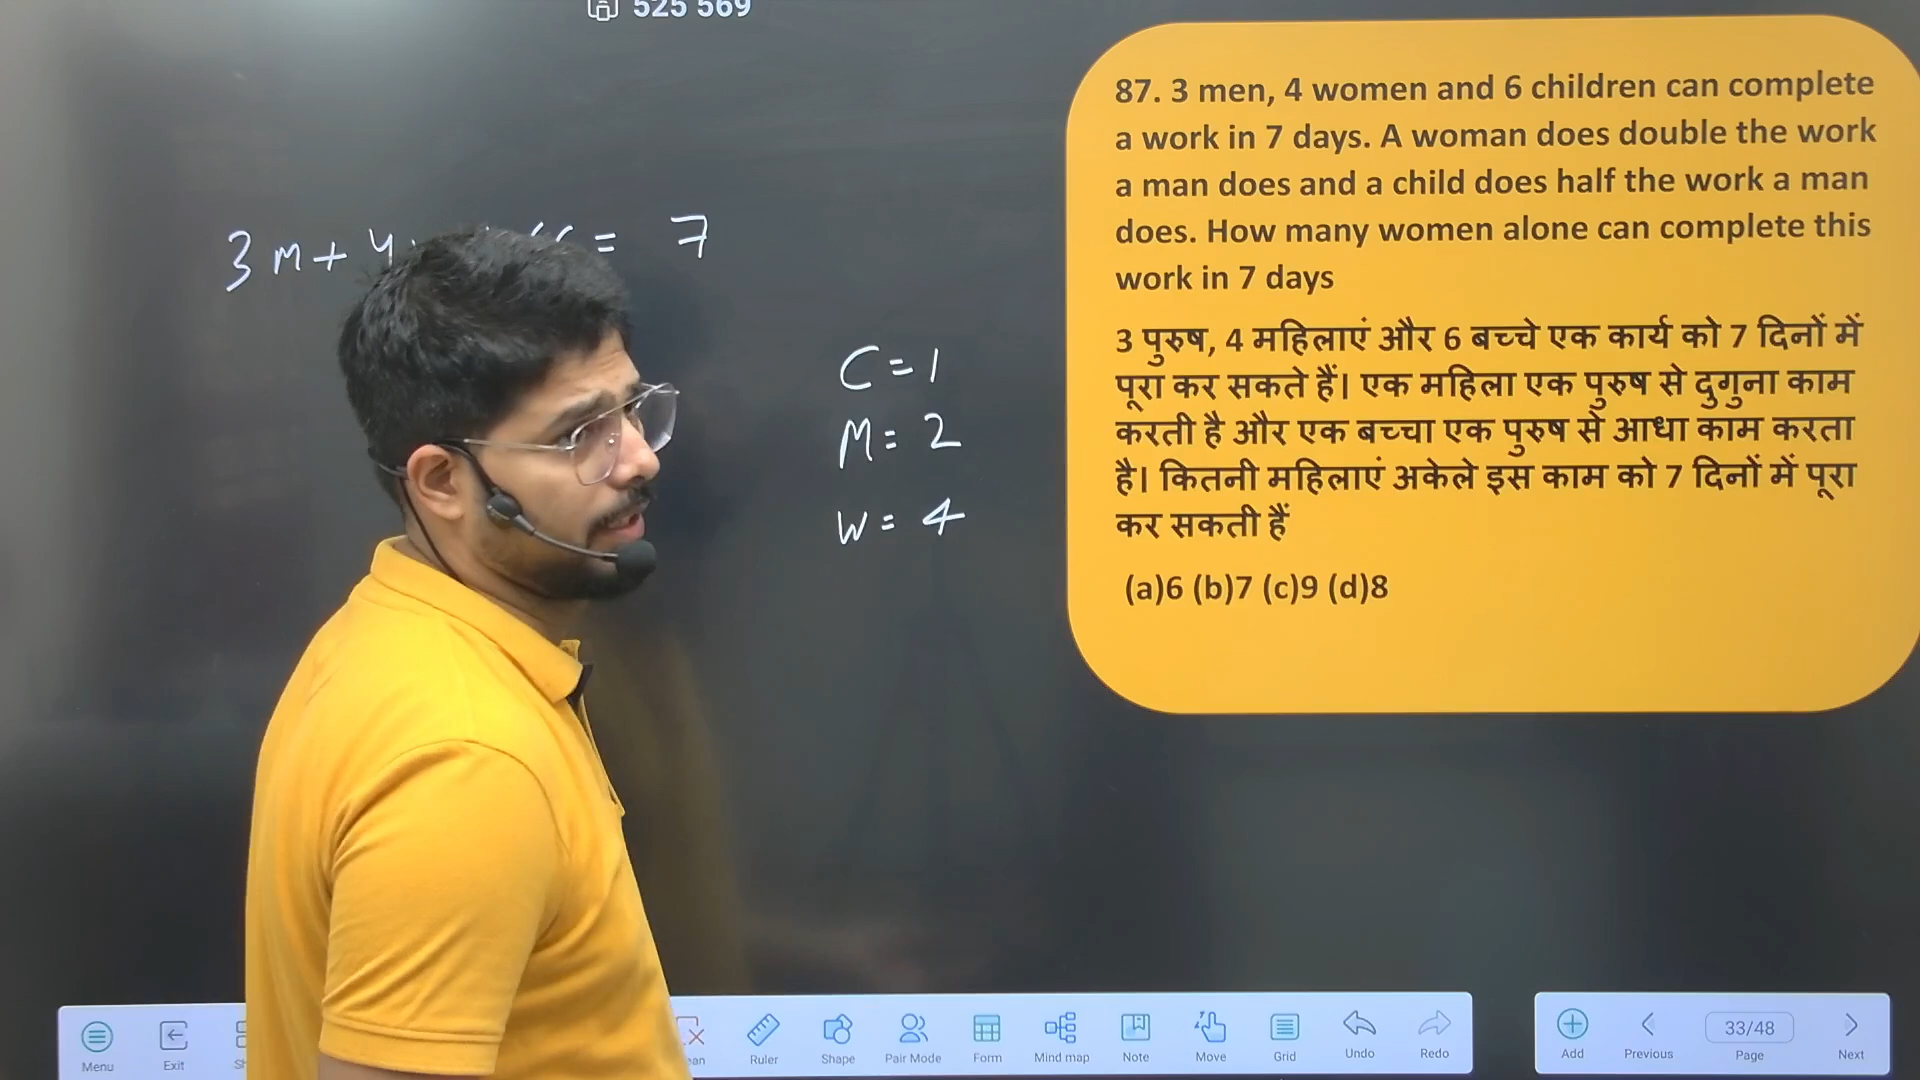 525 569
3 M + 4 = 7
C = 1
M = 2
W = 4
87. 3 men, 4 women and 6 children can complete
a work in 7 days. A woman does double the work
a man does and a child does half the work a man
does. How many women alone can complete this
work in 7 days
3 पुरुष, 4 महिलाएं और 6 बच्चे एक कार्य को 7 दिनों में
पूरा कर सकते हैं। एक महिला एक पुरुष से दुगुना काम
करती है और एक बच्चा एक पुरुष से आधा काम करता
है। कितनी महिलाएं अकेले इस काम को 7 दिनों में पूरा
कर सकती हैं
(a)6 (b)7 (c)9 (d)8
Menu Exit Ruler Shape Pair Mode Form Mind map Note Move Grid Undo Redo Add Previous 33/48 Page Next